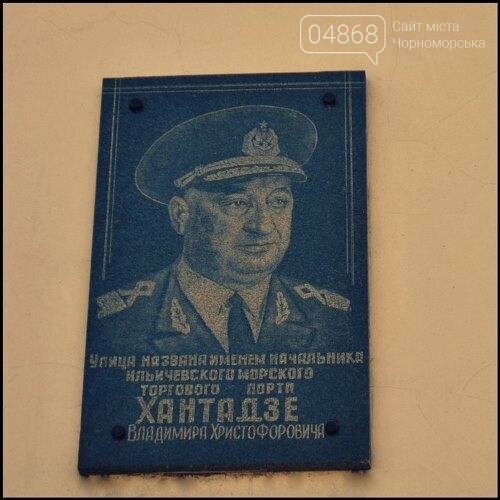 04868
Сайт міста
Чорноморська
Улица названа именем начальника
Ильичевского морского
торгового порта
ХАНТАДЗЕ
Владимира Христофоровича